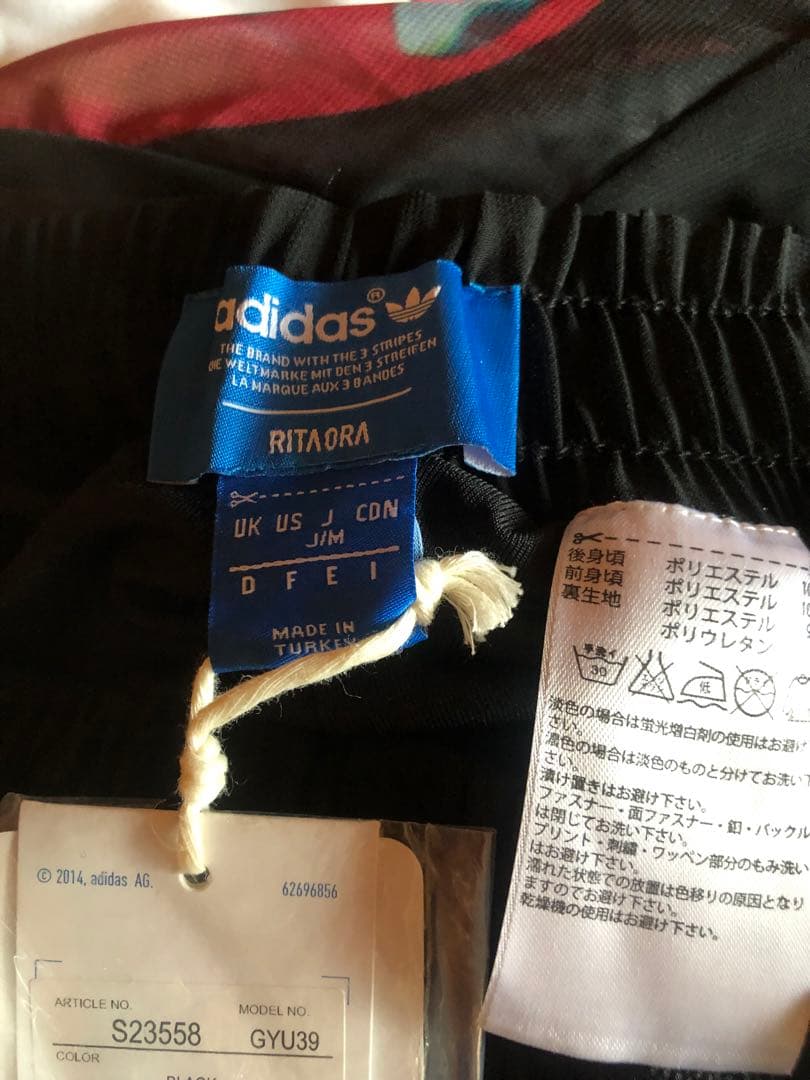 adidas®
THE BRAND WITH THE 3 STRIPES
DIE WELTMARKE MIT DEN 3 STREIFEN
LA MARQUE AUX 3 BANDES
RITA ORA
UK US J CDN
J/M
D F E I
MADE IN
TURKEY
後身頃 ポリエステル
前身頃 ポリエステル
裏生地 ポリエステル
ポリウレタン
手洗イ
30
低
淡色の場合は蛍光増白剤の使用はお避け
さい。
濃色の場合は淡色のものと分けてお洗い下
さい。
漬け置きはお避け下さい。
ファスナー・面ファスナー・釦・バックル
は閉じてお洗い下さい。
プリント・刺繍・ワッペン部分のもみ洗い
はお避け下さい。
濡れた状態での放置は色移りの原因となり
ますのでお避け下さい。
乾燥機の使用はお避け下さい。
© 2014, adidas AG.
62696856
ARTICLE NO.
MODEL NO.
S23558
GYU39
COLOR
BLACK